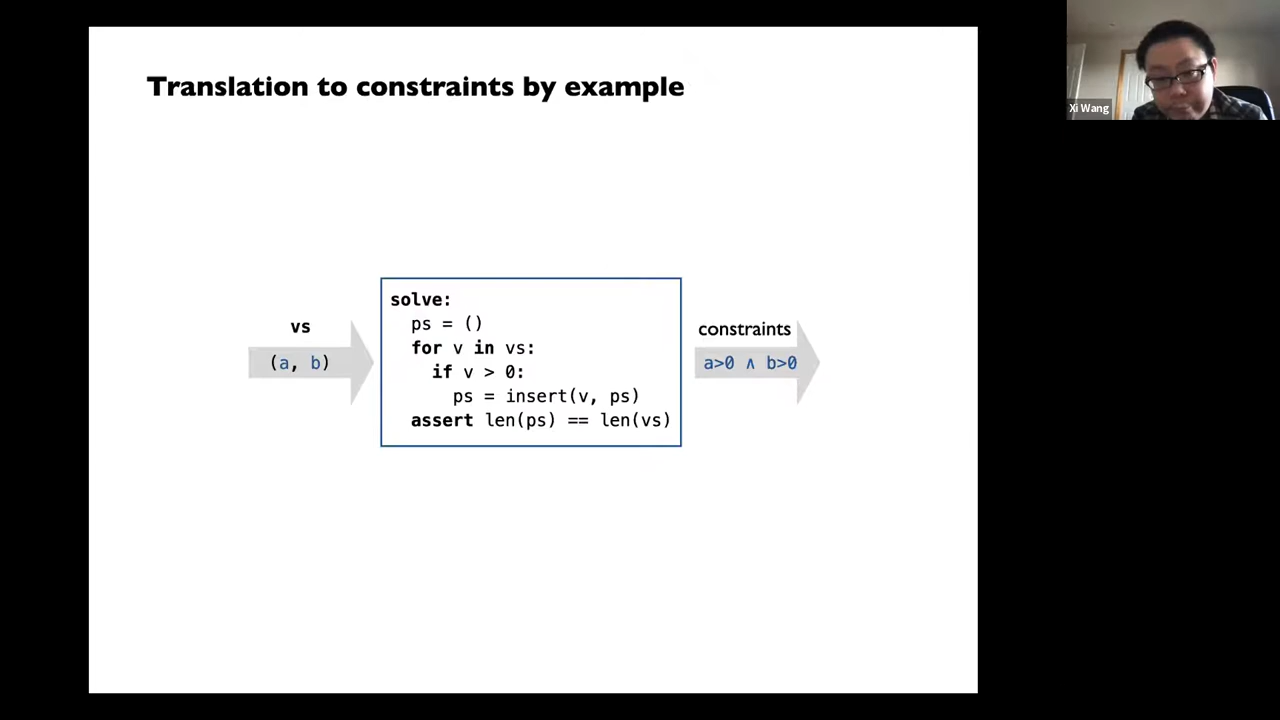 Translation to constraints by example
vs
(a, b)
solve:
ps = ()
for v in vs:
if v > 0:
ps = insert(v, ps)
assert len(ps) == len(vs)
constraints
a>0 ∧ b>0
Xi Wang